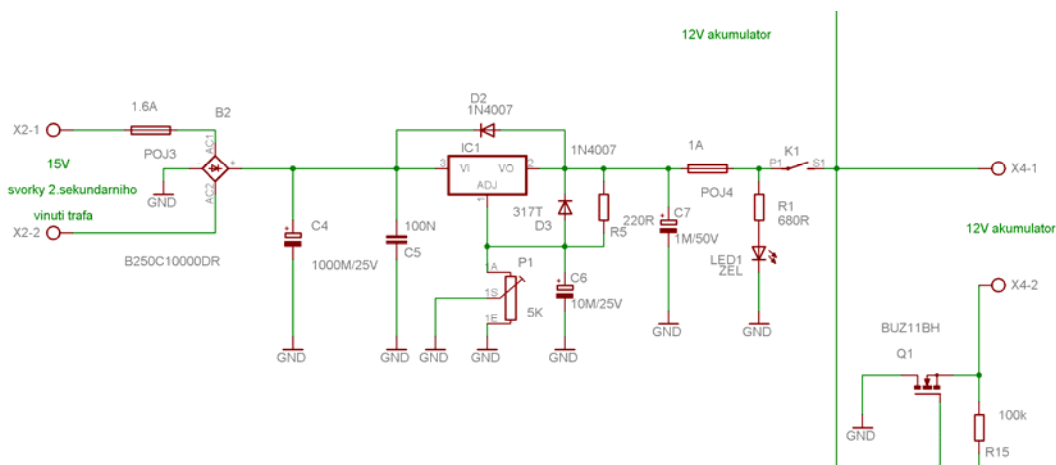 12V akumulator
1.6A
B2
X2-1
AC1
POJ3
+
15V
svorky 2.sekundarniho
AC2
GND
vinuti trafa
X2-2
B250C10000DR
+
C4
1000M/25V
GND
100N
C5
GND
D2
1N4007
IC1
3
VI
VO
2
ADJ
1
1N4007
317T
D3
220R
R5
1A
POJ4
K1
P1
S1
X4-1
+
C7
1M/50V
GND
R1
680R
LED1
ZEL
GND
P1
1A
1S
1E
5K
GND
GND
+
C6
10M/25V
GND
12V akumulator
X4-2
BUZ11BH
Q1
GND
100k
R15